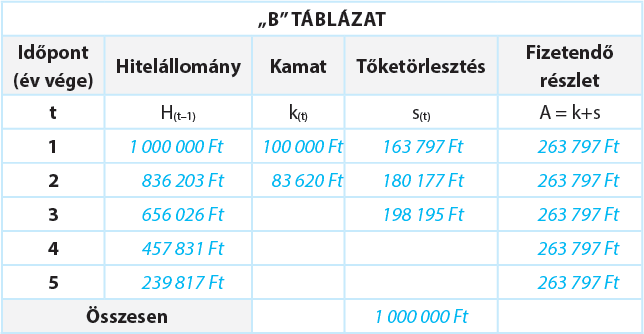 „B” TÁBLÁZAT
Időpont (év vége) Hitelállomány Kamat Tőketörlesztés Fizetendő részlet
t H(t–1) k(t) s(t) A = k+s
1 1 000 000 Ft 100 000 Ft 163 797 Ft 263 797 Ft
2 836 203 Ft 83 620 Ft 180 177 Ft 263 797 Ft
3 656 026 Ft 198 195 Ft 263 797 Ft
4 457 831 Ft 263 797 Ft
5 239 817 Ft 263 797 Ft
Összesen 1 000 000 Ft